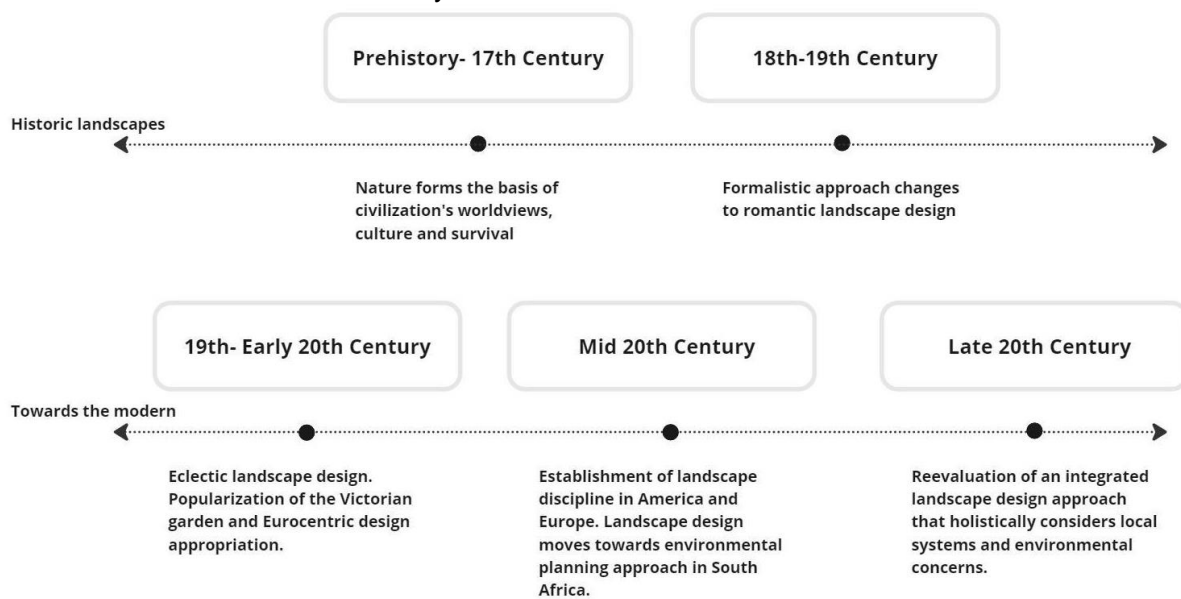 Prehistory- 17th Century
18th-19th Century
Historic landscapes
Nature forms the basis of
civilization's worldviews,
culture and survival
Formalistic approach changes
to romantic landscape design
19th- Early 20th Century
Mid 20th Century
Late 20th Century
Towards the modern
Eclectic landscape design.
Popularization of the Victorian
garden and Eurocentric design
appropriation.
Establishment of landscape
discipline in America and
Europe. Landscape design
moves towards environmental
planning approach in South
Africa.
Reevaluation of an integrated
landscape design approach
that holistically considers local
systems and environmental
concerns.